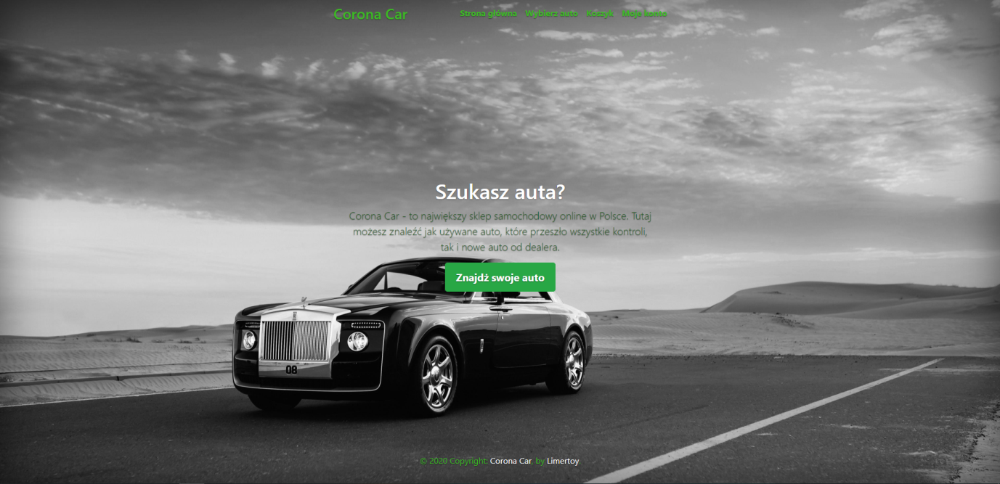 Corona Car
Strona główna Wybierz auto Koszyk Moje konto
Szukasz auta?
Corona Car - to największy sklep samochodowy online w Polsce. Tutaj
możesz znaleźć jak używane auto, które przeszło wszystkie kontroli,
tak i nowe auto od dealera.
Znajdż swoje auto
08
© 2020 Copyright: Corona Car. by Limertoy.